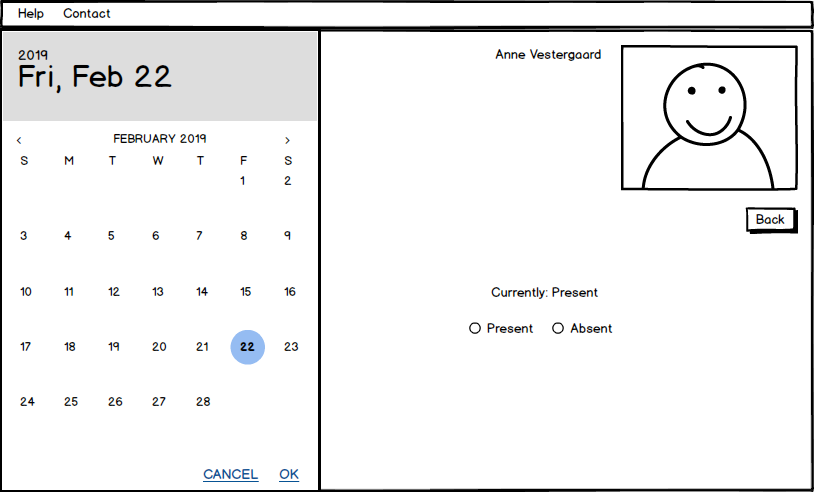 Help Contact
2019
Fri, Feb 22
< FEBRUARY 2019 >
S M T W T F S
1 2
3 4 5 6 7 8 9
10 11 12 13 14 15 16
17 18 19 20 21 22 23
24 25 26 27 28
CANCEL OK
Anne Vestergaard
Back
Currently: Present
Present Absent